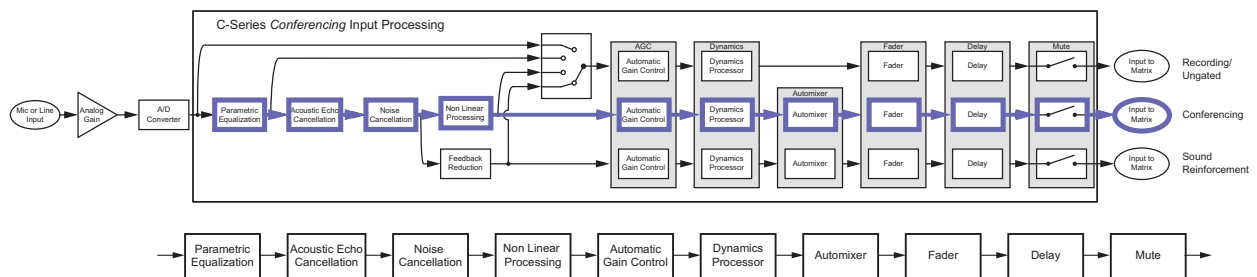 C-Series Conferencing Input Processing
AGC
Dynamics
Fader
Delay
Mute
Automatic
Gain Control
Dynamics
Processor
Fader
Delay
Input to
Matrix
Recording/
Ungated
Mic or Line
Input
Analog
Gain
A/D
Converter
Parametric
Equalization
Acoustic Echo
Cancellation
Noise
Cancellation
Non Linear
Processing
Automatic
Gain Control
Dynamics
Processor
Automixer
Automixer
Fader
Delay
Input to
Matrix
Conferencing
Feedback
Reduction
Automatic
Gain Control
Dynamics
Processor
Automixer
Fader
Delay
Input to
Matrix
Sound
Reinforcement
Parametric
Equalization
Acoustic Echo
Cancellation
Noise
Cancellation
Non Linear
Processing
Automatic
Gain Control
Dynamics
Processor
Automixer
Fader
Delay
Mute